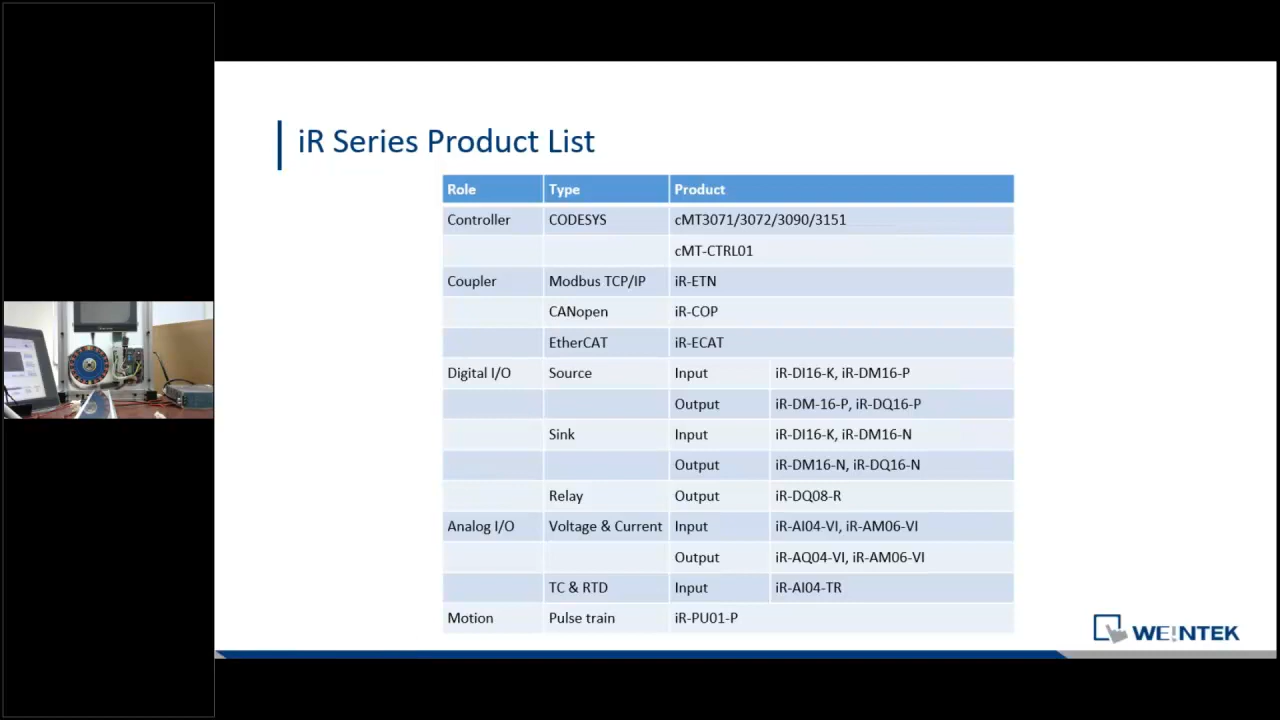 iR Series Product List
Role Type Product
Controller CODESYS cMT3071/3072/3090/3151
cMT-CTRL01
Coupler Modbus TCP/IP iR-ETN
CANopen iR-COP
EtherCAT iR-ECAT
Digital I/O Source Input iR-DI16-K, iR-DM16-P
Output iR-DM-16-P, iR-DQ16-P
Sink Input iR-DI16-K, iR-DM16-N
Output iR-DM16-N, iR-DQ16-N
Relay Output iR-DQ08-R
Analog I/O Voltage & Current Input iR-AI04-VI, iR-AM06-VI
Output iR-AQ04-VI, iR-AM06-VI
TC & RTD Input iR-AI04-TR
Motion Pulse train iR-PU01-P
WE!NTEK